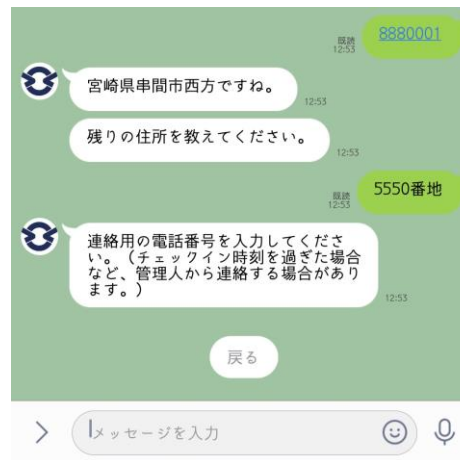 8880001
既読
12:53
宮崎県串間市西方ですね。
12:53
残りの住所を教えてください。
12:53
5550番地
既読
12:53
連絡用の電話番号を入力してくださ
い。（チェックイン時刻を過ぎた場合
など、管理人から連絡する場合があり
ます。）
12:53
戻る
メッセージを入力